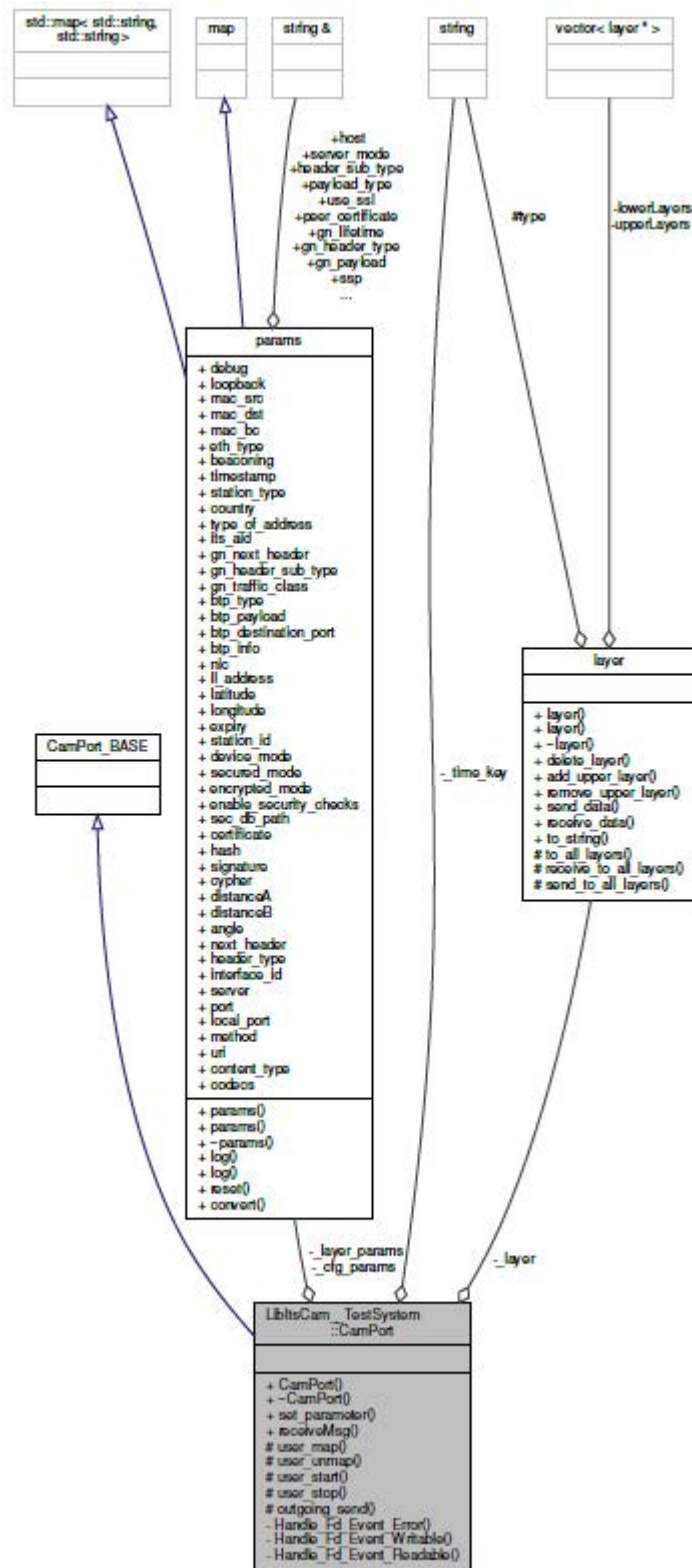 std::map< std::string,
std::string >
map
string &
string
vector< layer * >
+host
+server_mode
+header_sub_type
+payload_type
+use_ssl
+peer_certificate
+gn_lifetime
+gn_header_type
+gn_payload
+ssp
...
#type
-lowerLayers
-upperLayers
params
+ debug
+ loopback
+ mac_src
+ mac_dst
+ mac_bc
+ eth_type
+ beaconing
+ timestamp
+ station_type
+ country
+ type_of_address
+ its_aid
+ gn_next_header
+ gn_header_sub_type
+ gn_traffic_class
+ btp_type
+ btp_payload
+ btp_destination_port
+ btp_info
+ nic
+ ll_address
+ latitude
+ longitude
+ expiry
+ station_id
+ device_mode
+ secured_mode
+ encrypted_mode
+ enable_security_checks
+ sec_db_path
+ certificate
+ hash
+ signature
+ cypher
+ distanceA
+ distanceB
+ angle
+ next_header
+ header_type
+ interface_id
+ server
+ port
+ local_port
+ method
+ uri
+ content_type
+ codecs
+ params()
+ params()
+ ~params()
+ log()
+ log()
+ reset()
+ convert()
layer
+ layer()
+ layer()
+ ~layer()
+ delete_layer()
+ add_upper_layer()
+ remove_upper_layer()
+ send_data()
+ receive_data()
+ to_string()
# to_all_layers()
# receive_to_all_layers()
# send_to_all_layers()
CamPort_BASE
-_time_key
-_layer_params
-_cfg_params
-_layer
LibItsCam__TestSystem
::CamPort
+ CamPort()
+ ~CamPort()
+ set_parameter()
+ receiveMsg()
# user_map()
# user_unmap()
# user_start()
# user_stop()
# outgoing_send()
- Handle_Fd_Event_Error()
- Handle_Fd_Event_Writable()
- Handle_Fd_Event_Readable()